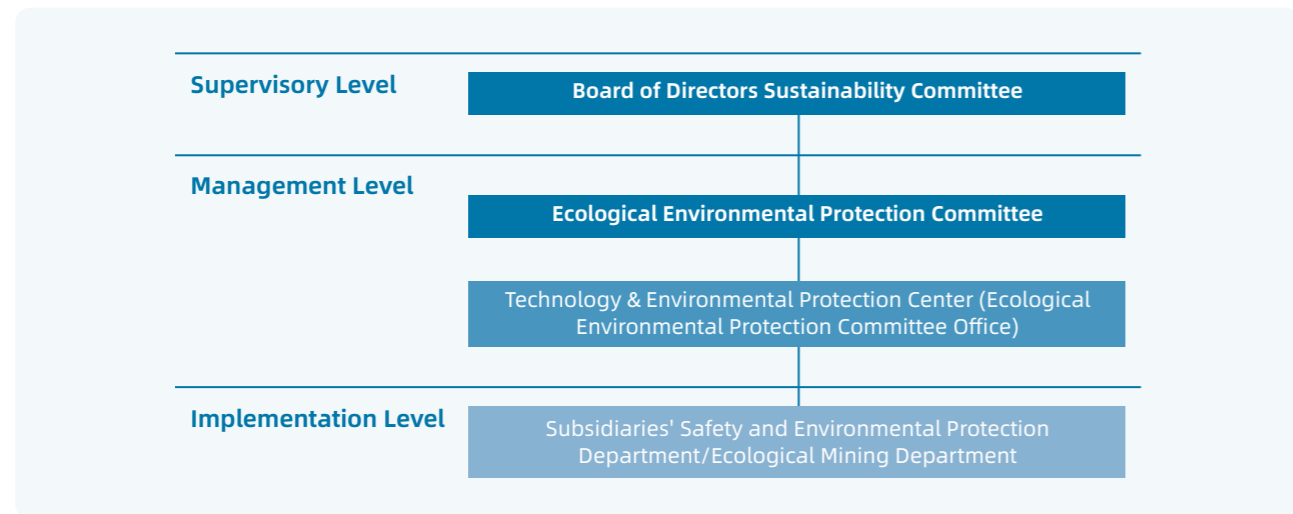 Supervisory Level
Board of Directors Sustainability Committee
Management Level
Ecological Environmental Protection Committee
Technology & Environmental Protection Center (Ecological
Environmental Protection Committee Office)
Implementation Level
Subsidiaries' Safety and Environmental Protection
Department/Ecological Mining Department